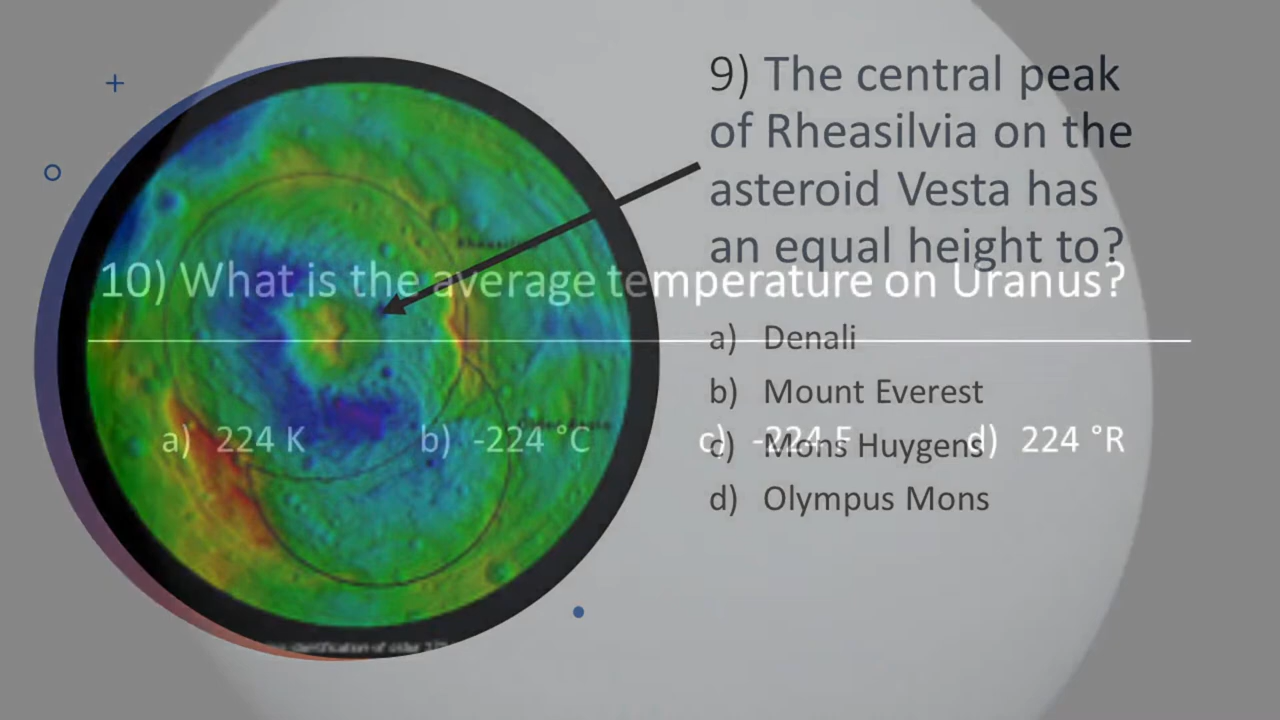 9) The central peak
of Rheasilvia on the
asteroid Vesta has
an equal height to?
a) Denali
b) Mount Everest
c) Mons Huygens
d) Olympus Mons
10) What is the average temperature on Uranus?
a) 224 K b) -224 °C c) -224 F d) 224 °R